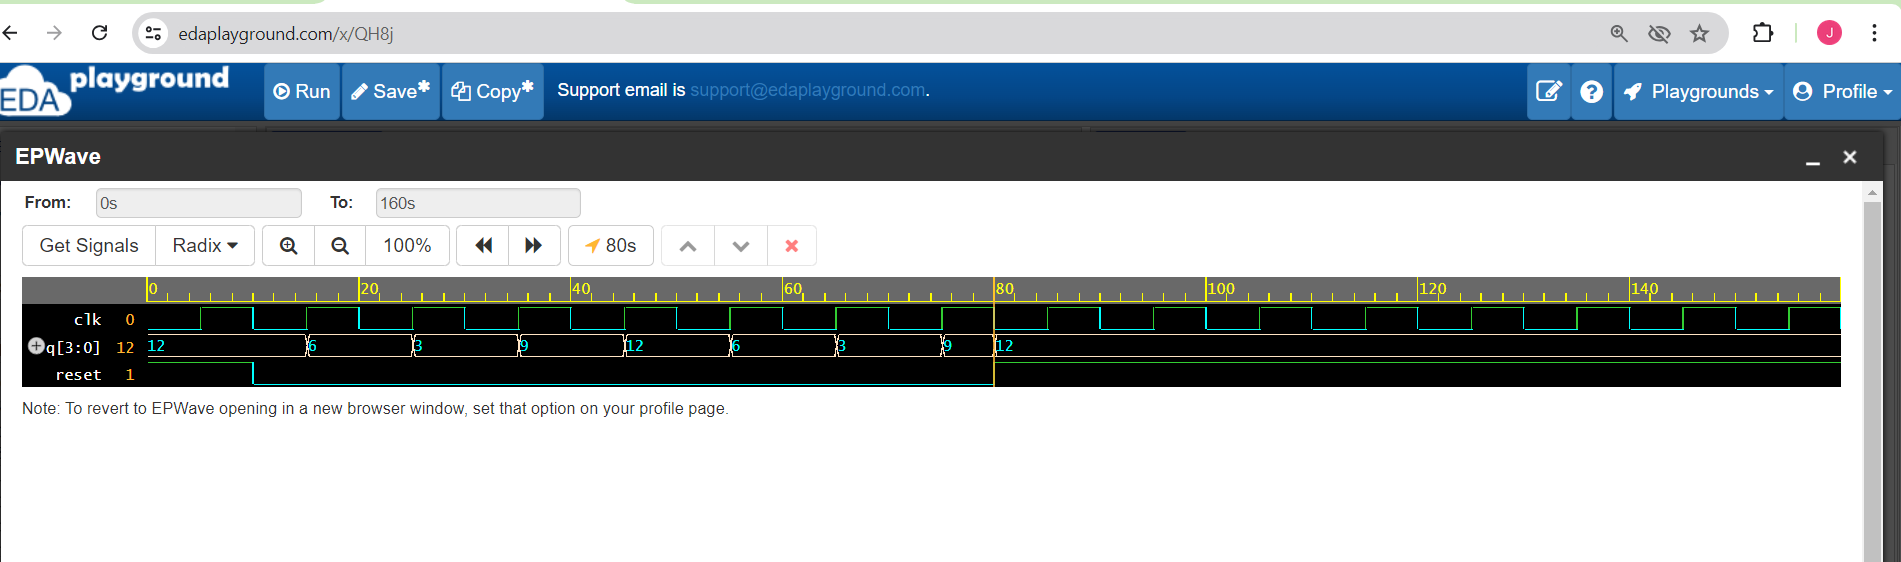 edaplayground.com/x/QH8j
J
EDA playground
Run
Save*
Copy*
Support email is support@edaplayground.com.
Playgrounds
Profile
EPWave
From: 0s To: 160s
Get Signals Radix 100% 80s
0 20 40 60 80 100 120 140
clk 0
q[3:0] 12 12 6 3 9 12 6 3 9 12
reset 1
Note: To revert to EPWave opening in a new browser window, set that option on your profile page.